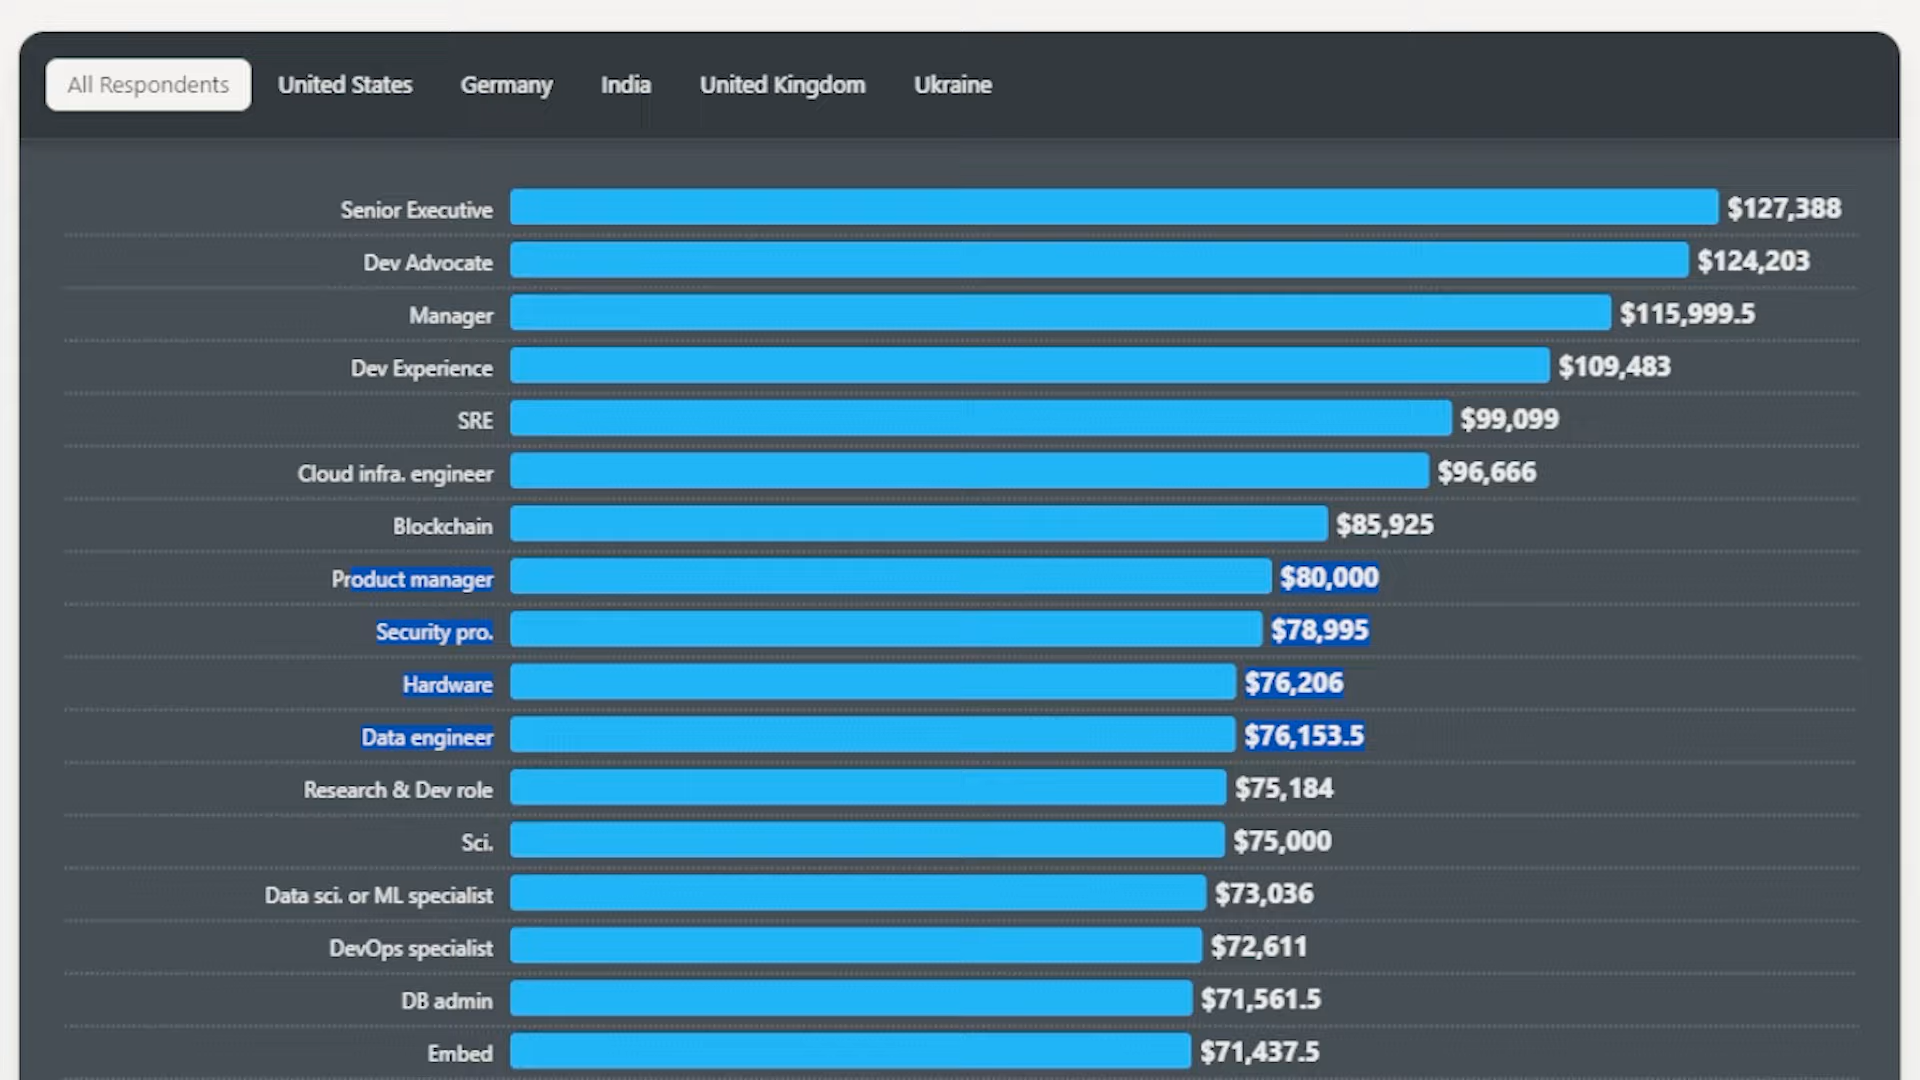 All Respondents United States Germany India United Kingdom Ukraine
Senior Executive $127,388
Dev Advocate $124,203
Manager $115,999.5
Dev Experience $109,483
SRE $99,099
Cloud infra. engineer $96,666
Blockchain $85,925
Product manager $80,000
Security pro. $78,995
Hardware $76,206
Data engineer $76,153.5
Research & Dev role $75,184
Sci. $75,000
Data sci. or ML specialist $73,036
DevOps specialist $72,611
DB admin $71,561.5
Embed $71,437.5